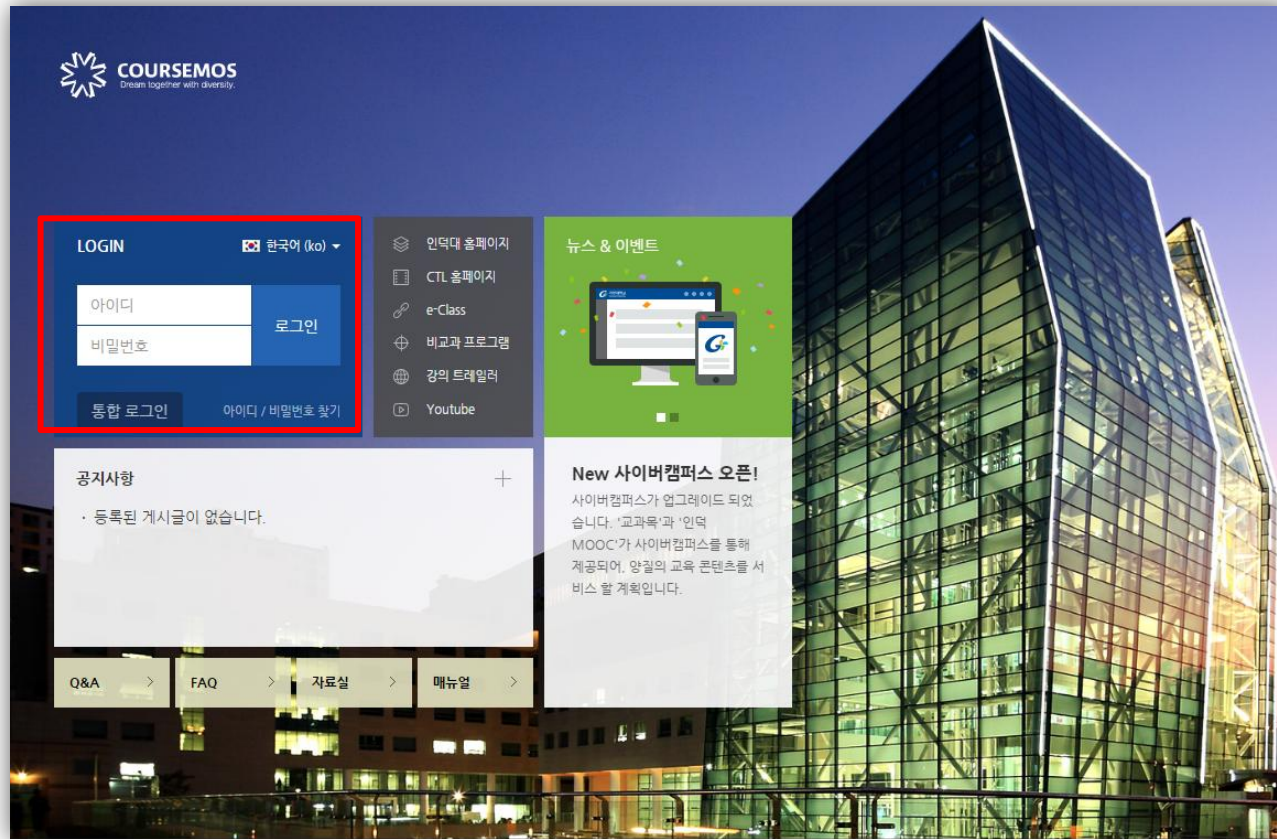 COURSEMOS
Dream together with diversity.
LOGIN
한국어 (ko)
아이디
비밀번호
로그인
통합 로그인
아이디 / 비밀번호 찾기
인덕대 홈페이지
CTL 홈페이지
e-Class
비교과 프로그램
강의 트레일러
Youtube
뉴스 & 이벤트
공지사항
· 등록된 게시글이 없습니다.
New 사이버캠퍼스 오픈!
사이버캠퍼스가 업그레이드 되었
습니다. '교과목'과 '인덕
MOOC'가 사이버캠퍼스를 통해
제공되어, 양질의 교육 콘텐츠를 서
비스 할 계획입니다.
Q&A
FAQ
자료실
매뉴얼